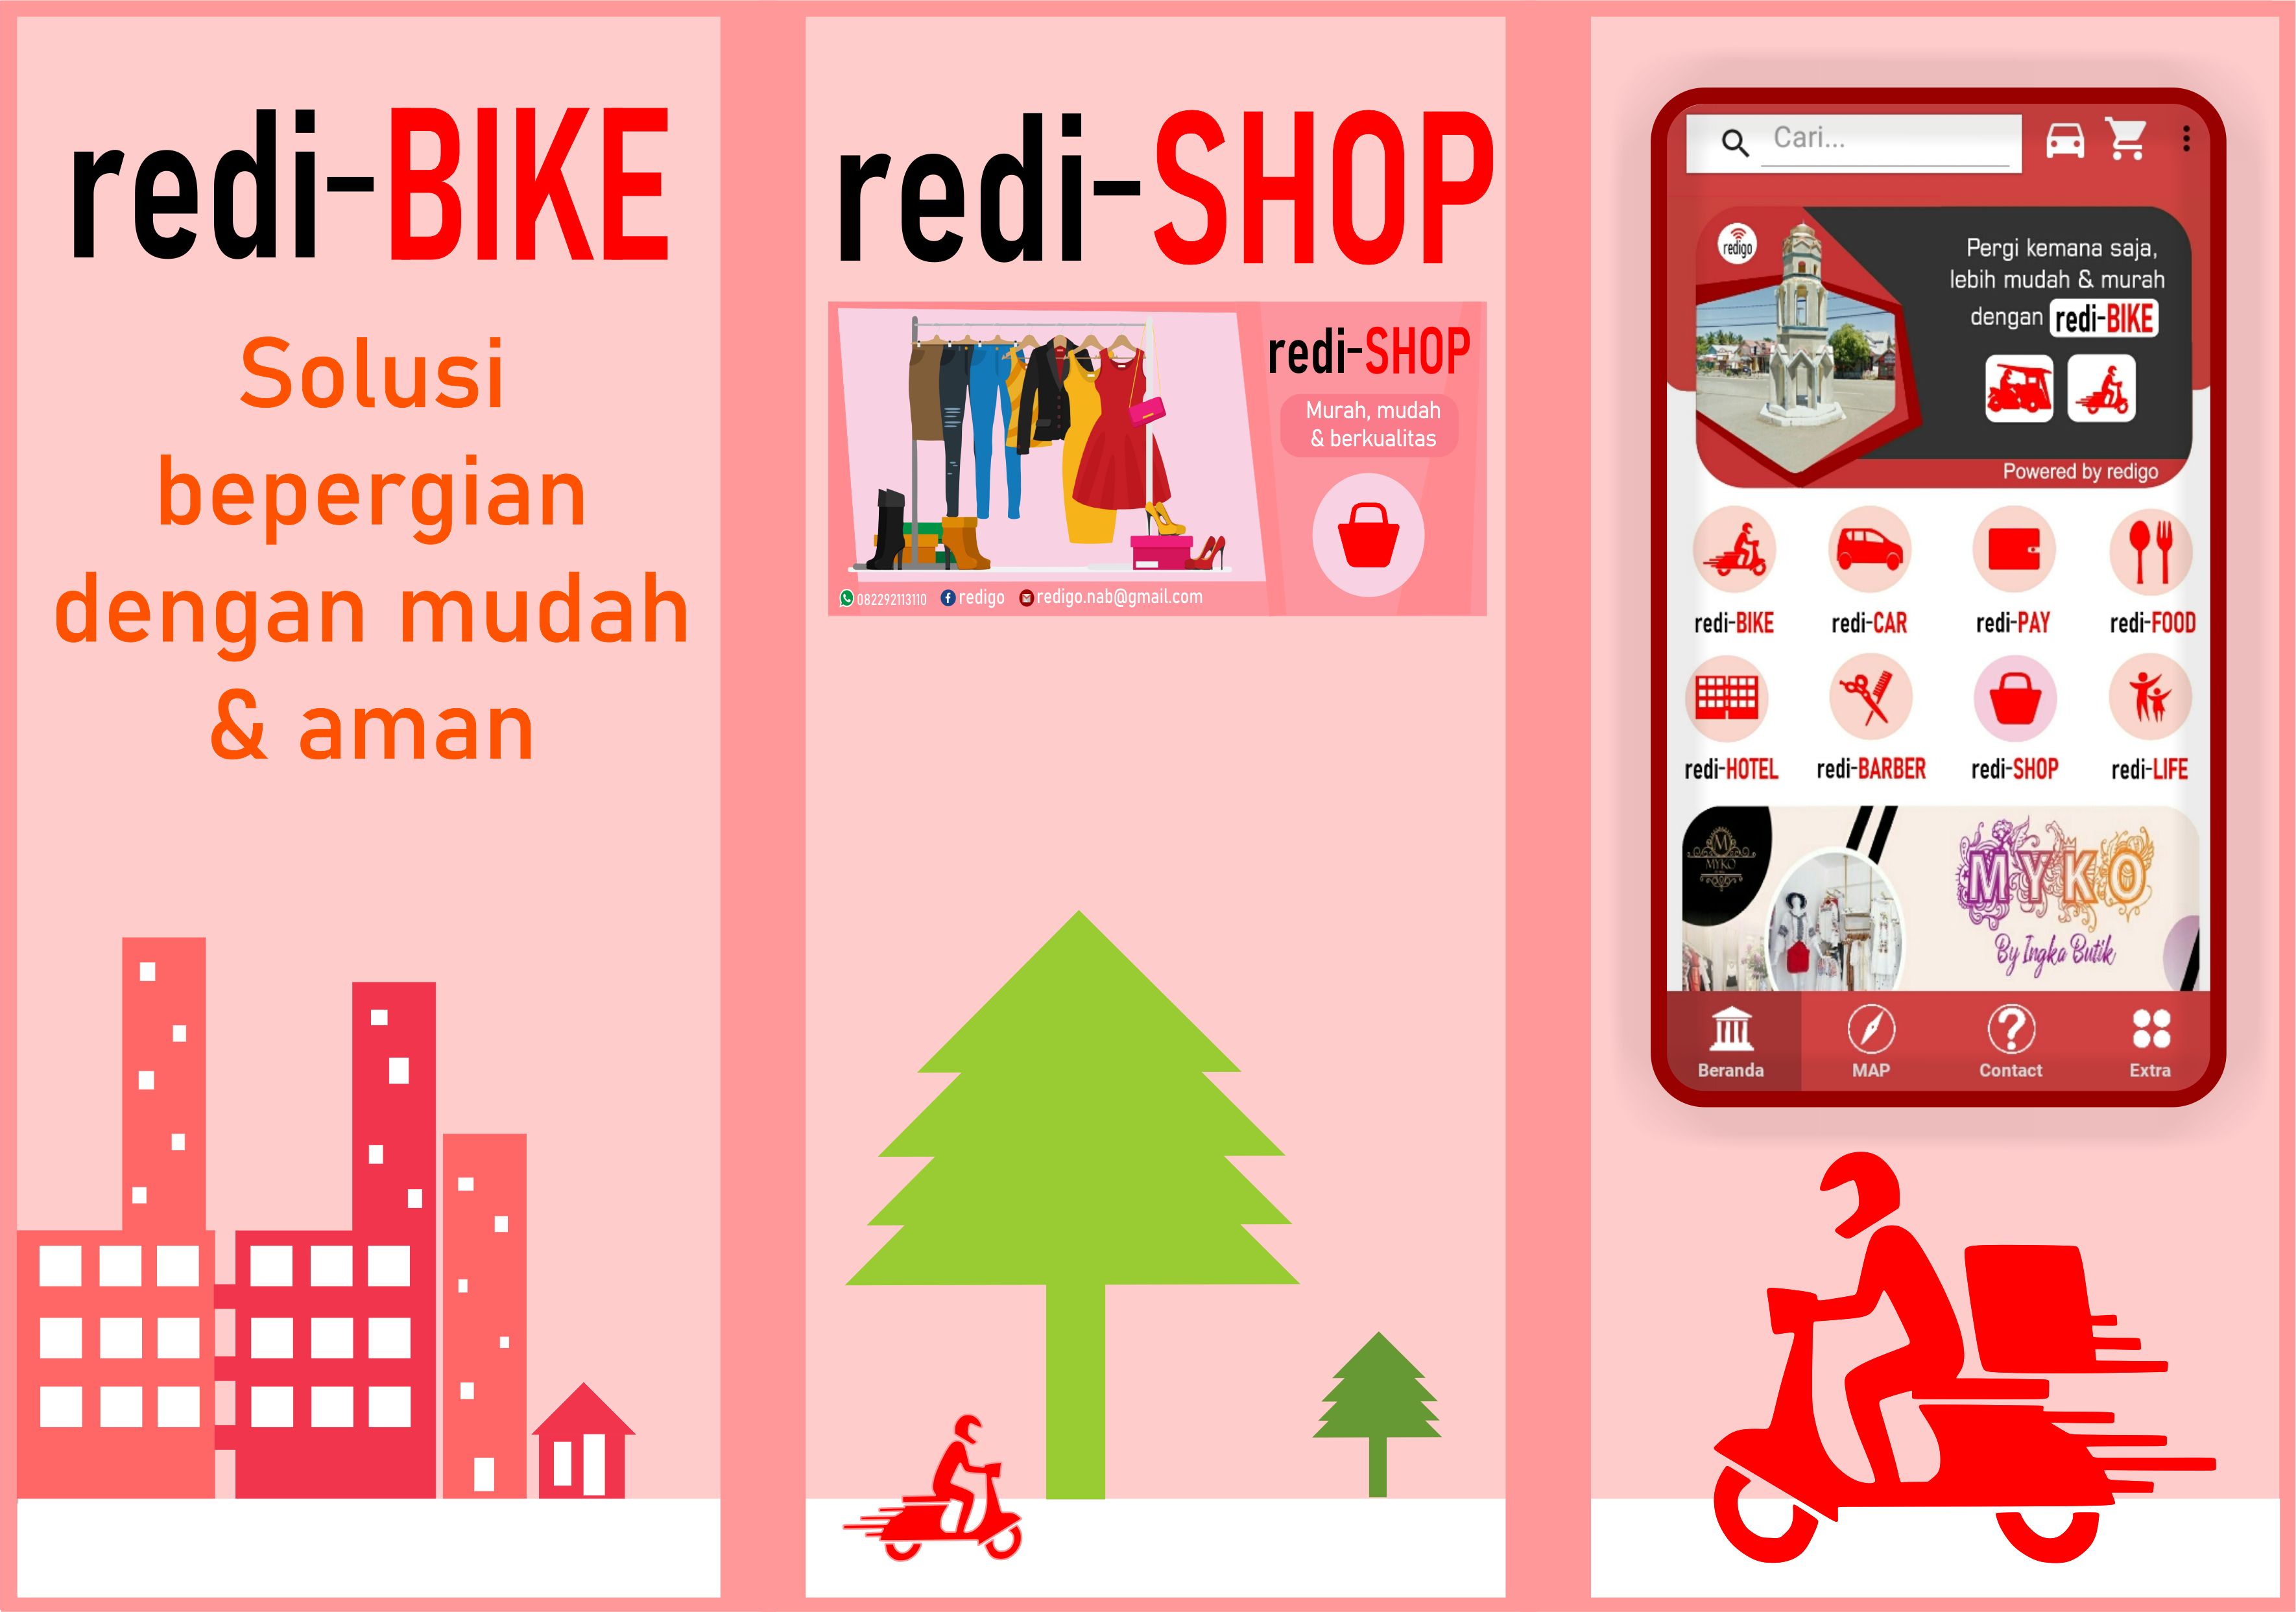 redi-BIKE
Solusi
bepergian
dengan mudah
& aman
redi-SHOP
redi-SHOP
Murah, mudah
& berkualitas
082292113110 redigo redigo.nab@gmail.com
Cari...
redigo
Pergi kemana saja,
lebih mudah & murah
dengan redi-BIKE
Powered by redigo
redi-BIKE redi-CAR redi-PAY redi-FOOD
redi-HOTEL redi-BARBER redi-SHOP redi-LIFE
M
MYKO
MYKO
By Ingka Butik
Beranda MAP Contact Extra